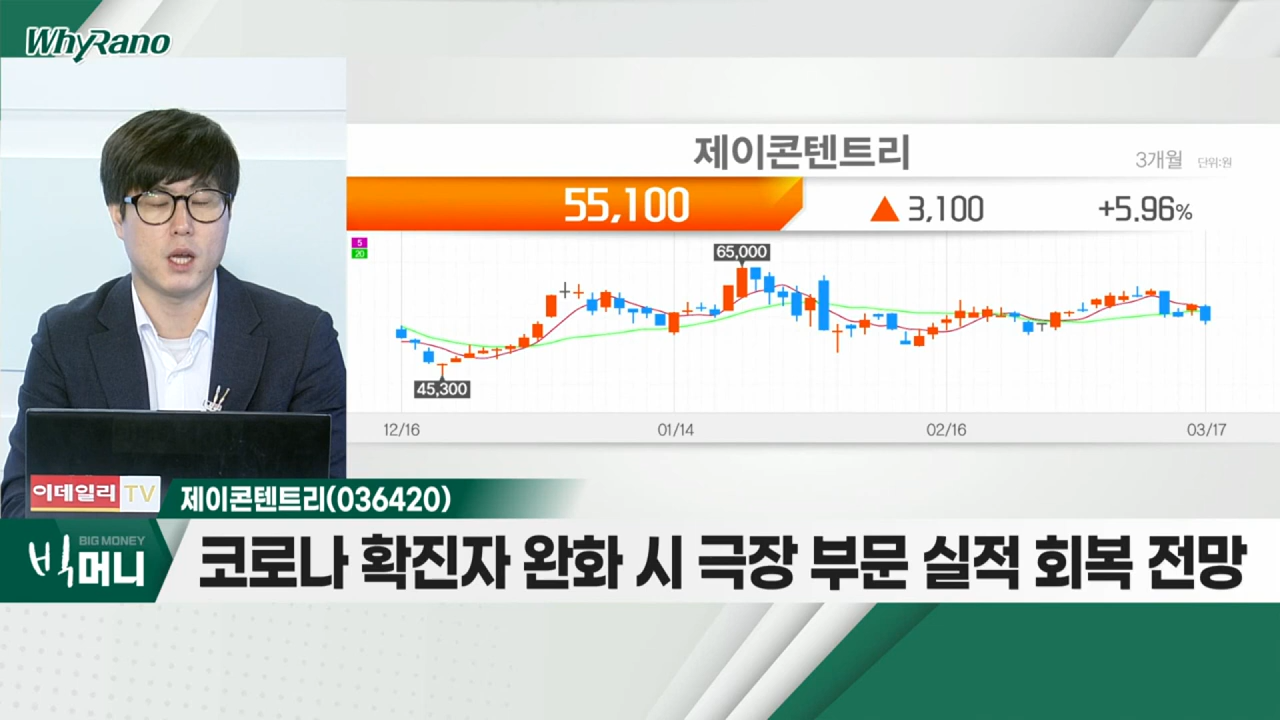 WhyRano
제이콘텐트리
3개월 단위:원
55,100 ▲ 3,100 +5.96%
5
20
65,000
45,300
12/16 01/14 02/16 03/17
이데일리 TV
제이콘텐트리(036420)
BIG MONEY
빅머니
코로나 확진자 완화 시 극장 부문 실적 회복 전망